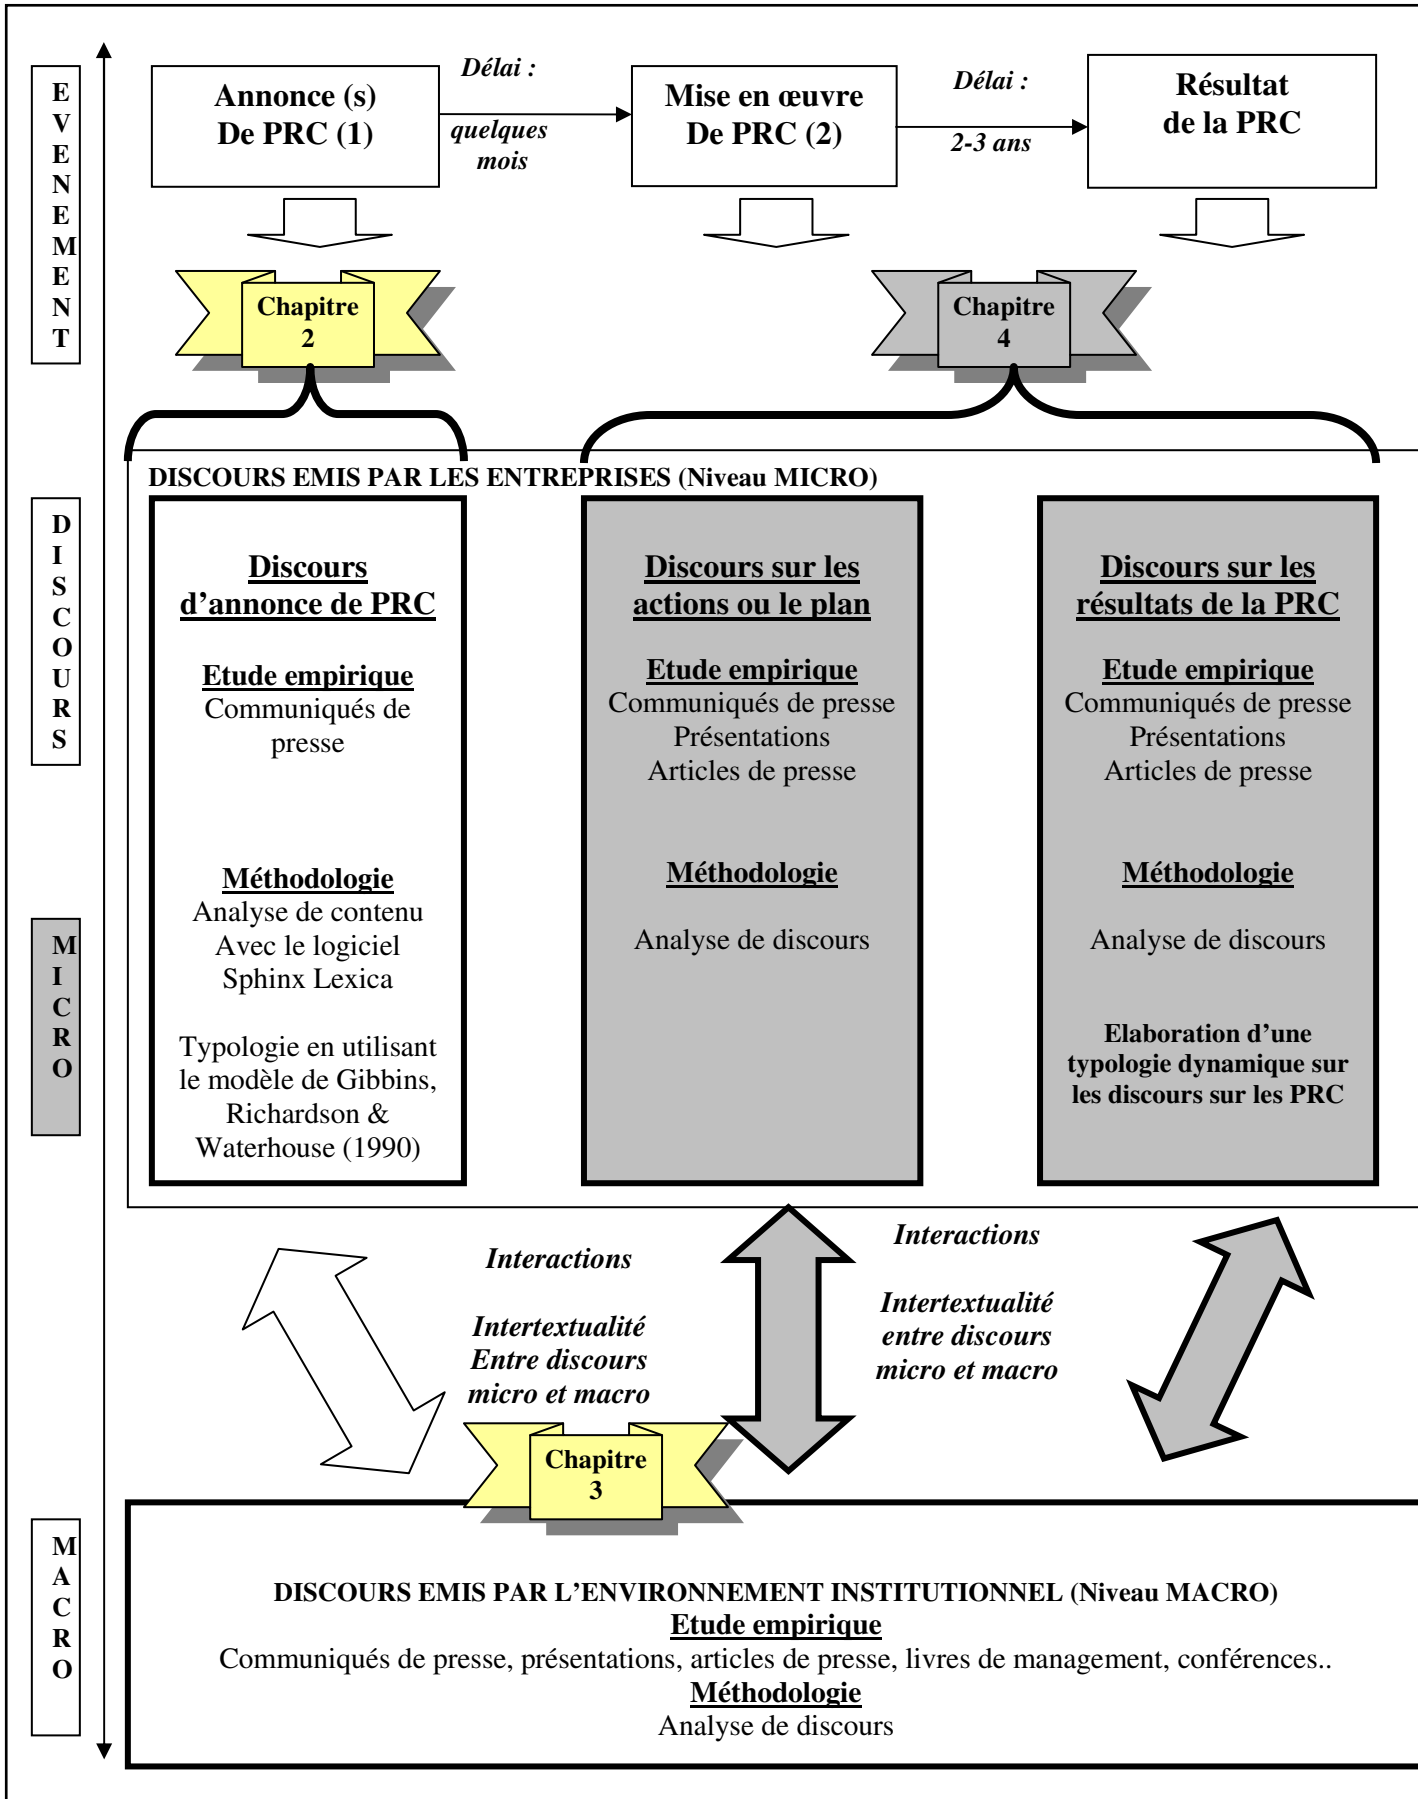 EVENEMENT
Annonce (s)
De PRC (1)
Délai :
quelques
mois
Mise en œuvre
De PRC (2)
Délai :
2-3 ans
Résultat
de la PRC
Chapitre
2
Chapitre
4
DISCOURS EMIS PAR LES ENTREPRISES (Niveau MICRO)
DISCOURS
MICRO
Discours
d’annonce de PRC
Etude empirique
Communiqués de
presse
Méthodologie
Analyse de contenu
Avec le logiciel
Sphinx Lexica
Typologie en utilisant
le modèle de Gibbins,
Richardson &
Waterhouse (1990)
Discours sur les
actions ou le plan
Etude empirique
Communiqués de presse
Présentations
Articles de presse
Méthodologie
Analyse de discours
Discours sur les
résultats de la PRC
Etude empirique
Communiqués de presse
Présentations
Articles de presse
Méthodologie
Analyse de discours
Elaboration d’une
typologie dynamique sur
les discours sur les PRC
Interactions
Intertextualité
Entre discours
micro et macro
Interactions
Intertextualité
entre discours
micro et macro
Chapitre
3
MACRO
DISCOURS EMIS PAR L’ENVIRONNEMENT INSTITUTIONNEL (Niveau MACRO)
Etude empirique
Communiqués de presse, présentations, articles de presse, livres de management, conférences..
Méthodologie
Analyse de discours